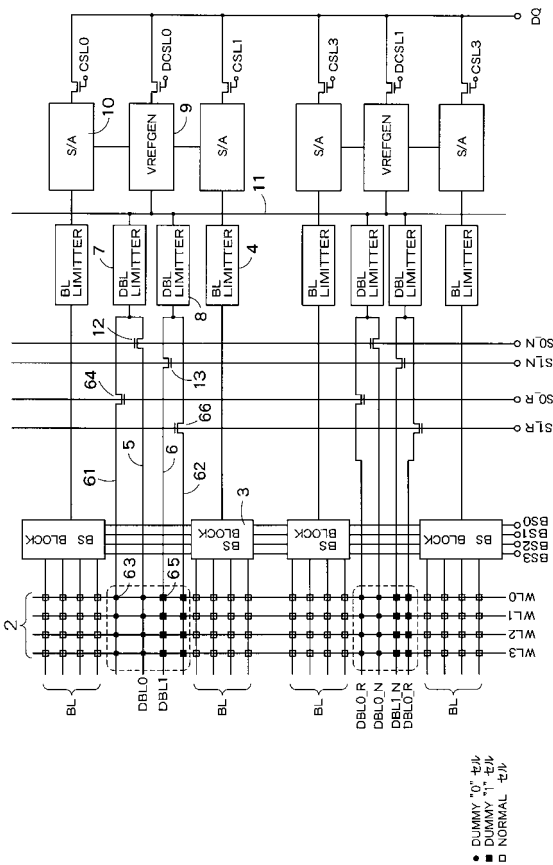 DQ
CSL0
DCSL0
CSL1
CSL3
DCSL1
CSL3
10
S/A
9
VREFGEN
S/A
S/A
VREFGEN
S/A
11
BL
LIMITTER
7
DBL
LIMITTER
DBL
LIMITTER
8
BL
LIMITTER
4
BL
LIMITTER
DBL
LIMITTER
DBL
LIMITTER
BL
LIMITTER
12
13
64
66
S0_N
S1_N
S0_R
S1_R
61
5
6
62
BS
BLOCK
BS
BLOCK
3
BS
BLOCK
BS
BLOCK
BS0
BS1
BS2
BS3
63
65
2
WL0
WL1
WL2
WL3
BL
DBL0
DBL1
BL
BL
DBL0_R
DBL0_N
DBL1_N
DBL0_R
BL
● DUMMY "0" セル
■ DUMMY "1" セル
□ NORMAL セル